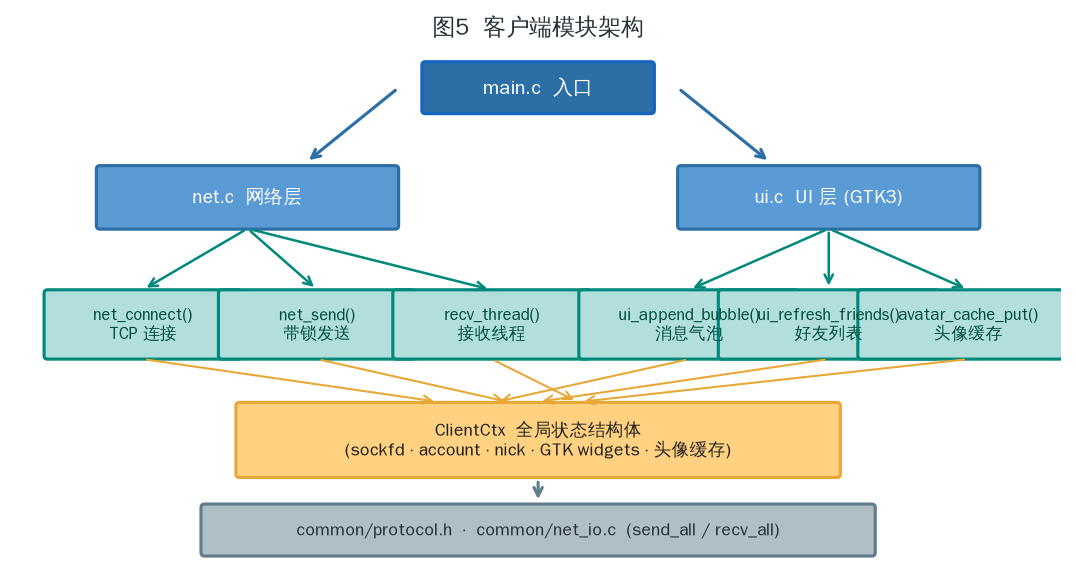 图5  客户端模块架构
main.c  入口
net.c  网络层
ui.c  UI 层 (GTK3)
net_connect()
TCP 连接
net_send()
带锁发送
recv_thread()
接收线程
ui_append_bubble()
消息气泡
ui_refresh_friends()
好友列表
avatar_cache_put()
头像缓存
ClientCtx  全局状态结构体
(sockfd · account · nick · GTK widgets · 头像缓存)
common/protocol.h  ·  common/net_io.c  (send_all / recv_all)